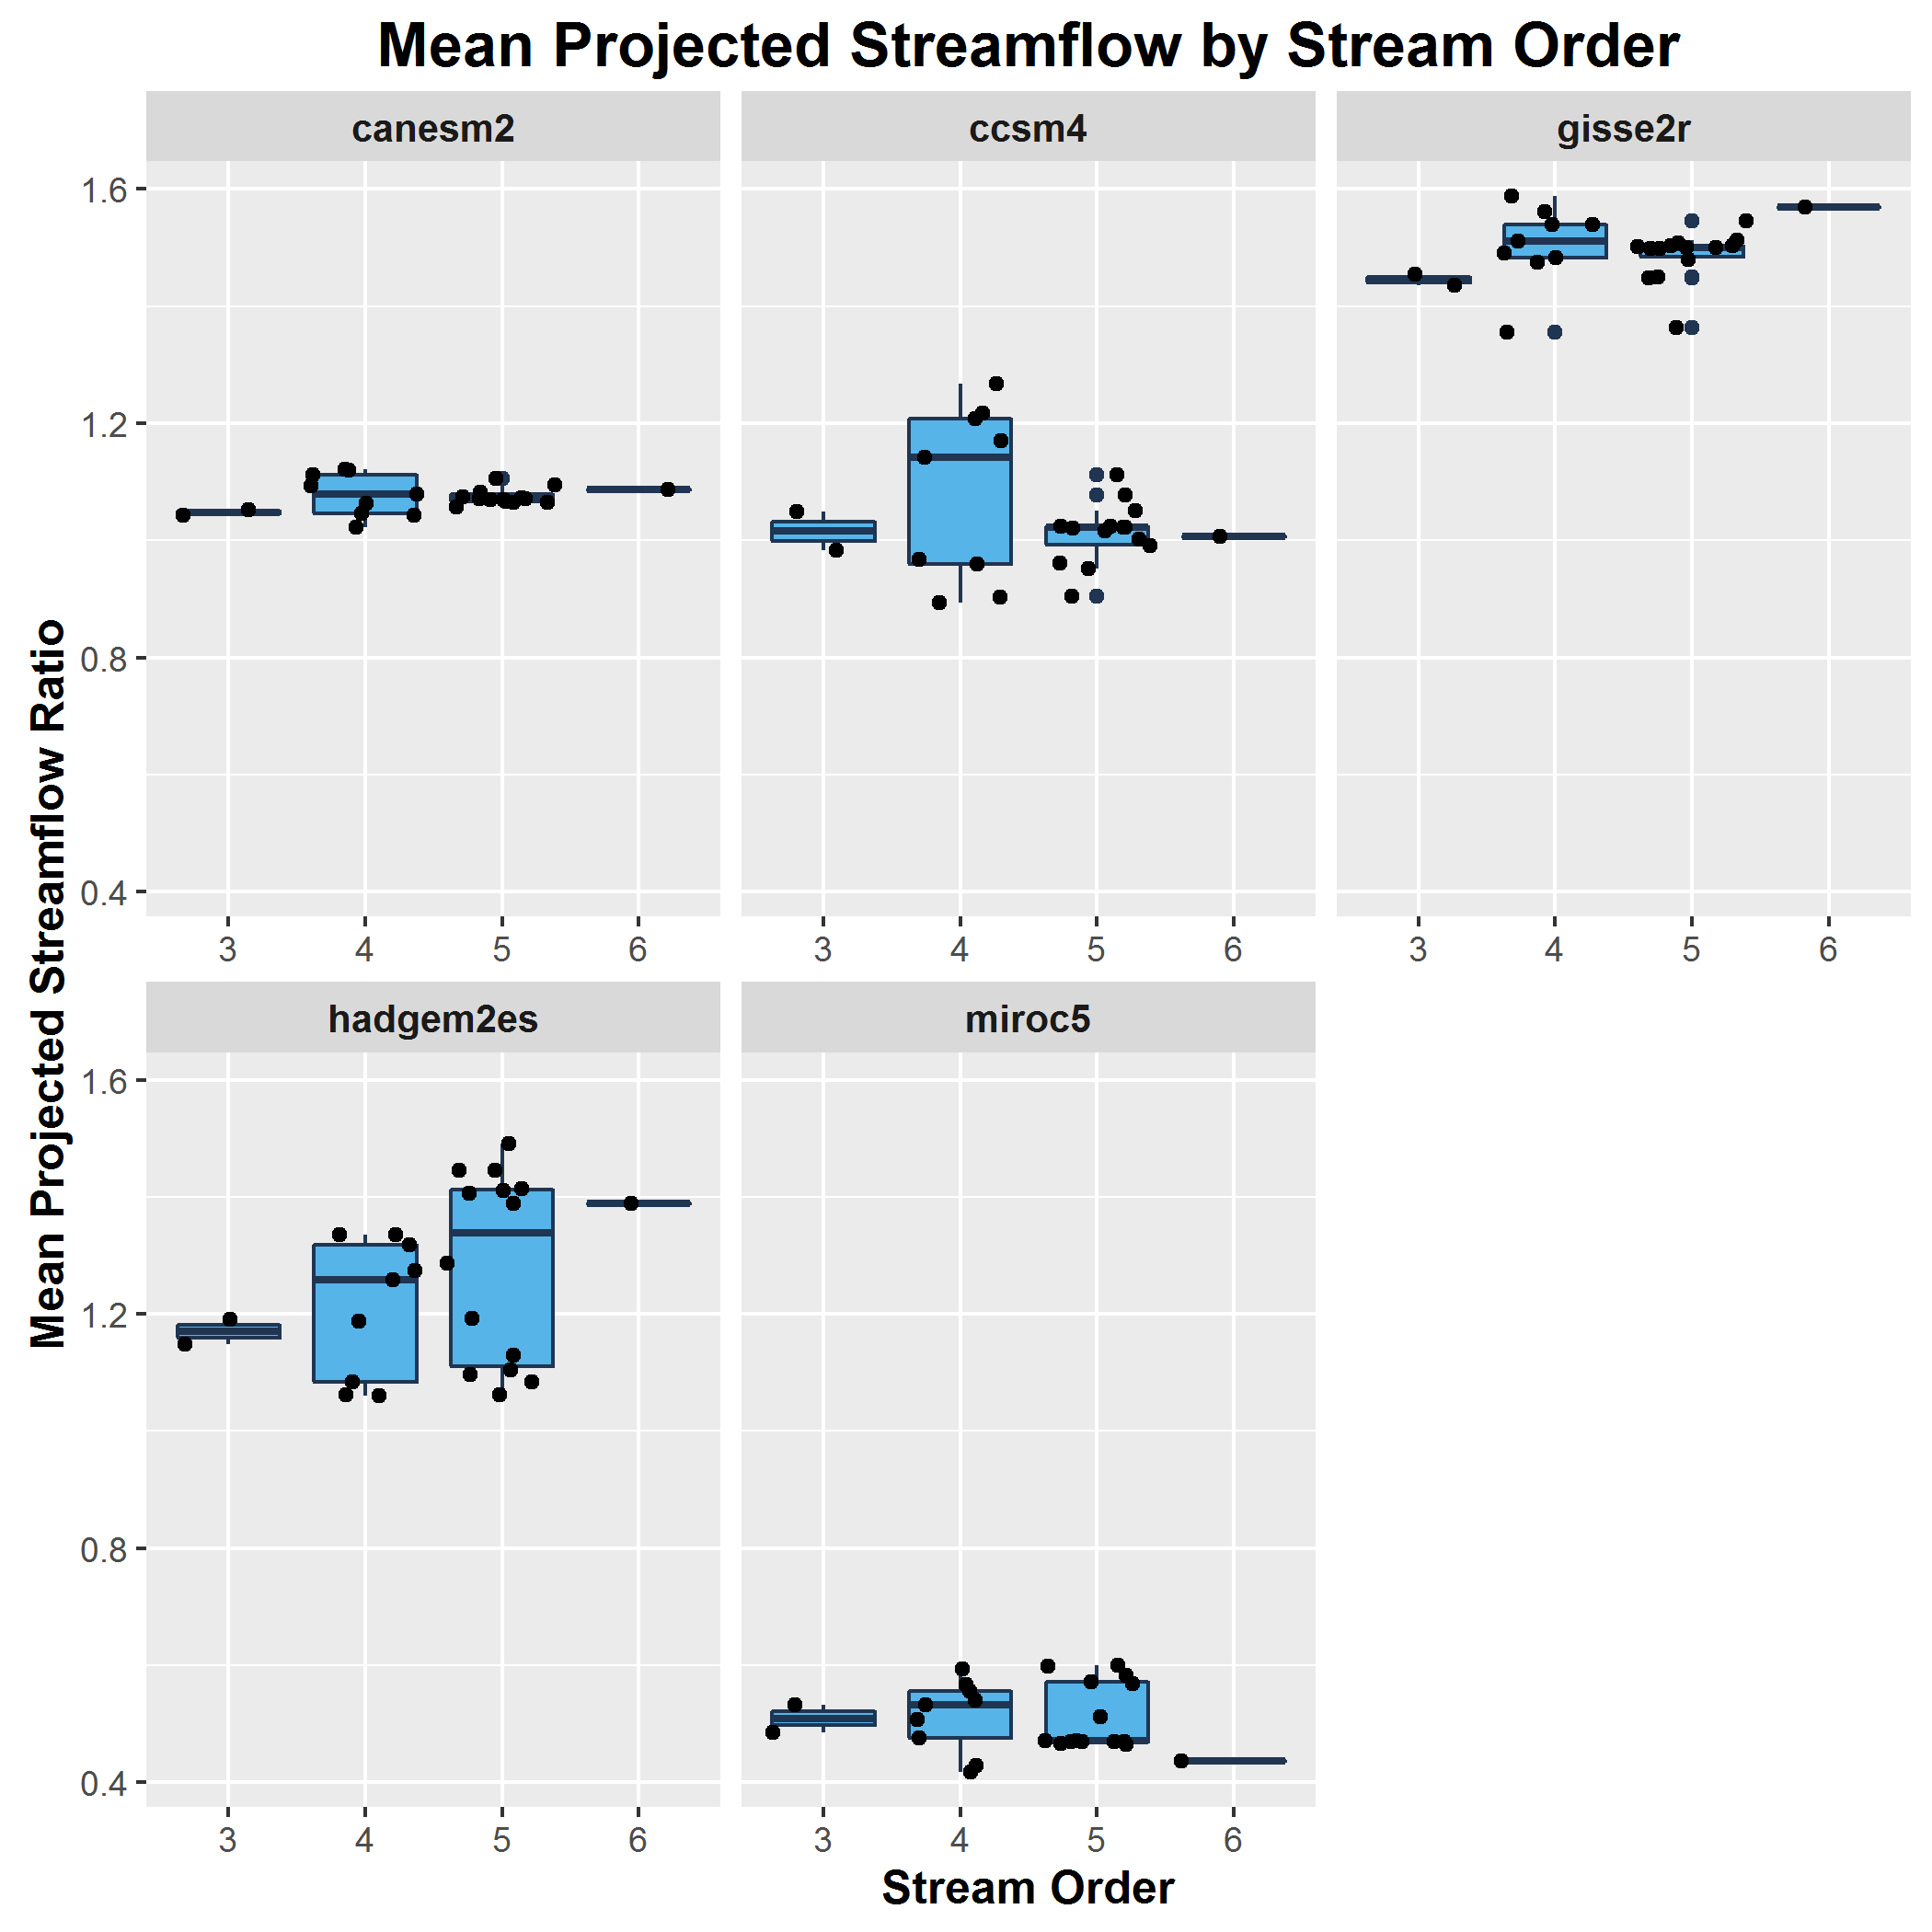 Mean Projected Streamflow by Stream Order
canesm2 ccsm4 gisse2r
1.6
1.2
0.8
0.4
3 4 5 6 3 4 5 6 3 4 5 6
hadgem2es miroc5
1.6
1.2
0.8
0.4
3 4 5 6 3 4 5 6
Mean Projected Streamflow Ratio
Stream Order